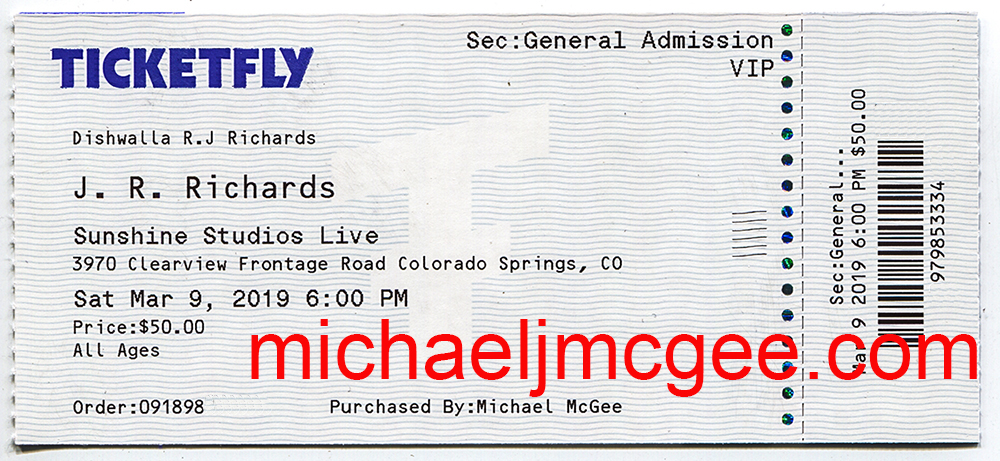 TICKETFLY
Sec:General Admission
VIP
Dishwalla R.J Richards
J. R. Richards
Sunshine Studios Live
3970 Clearview Frontage Road Colorado Springs, CO
Sat Mar 9, 2019 6:00 PM
Price:$50.00
All Ages
michaeljmcgee.com
Order:091898
Purchased By:Michael McGee
Sec:General...
Mar 9 2019 6:00 PM $50.00
979853334